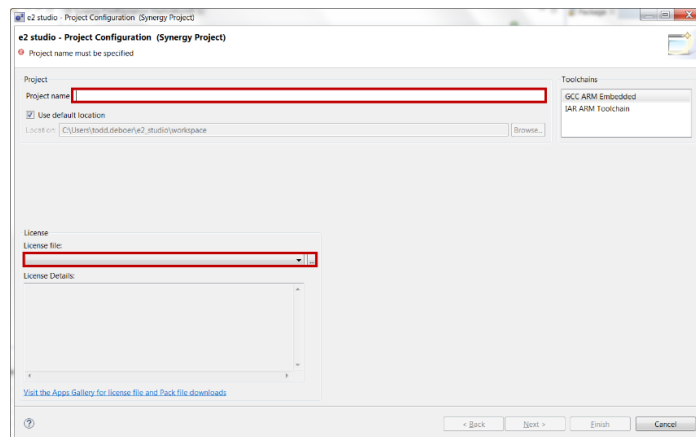 e2 studio - Project Configuration (Synergy Project)
e2 studio - Project Configuration (Synergy Project)
Project name must be specified
Project
Toolchains
Project name
GCC ARM Embedded
IAR ARM Toolchain
Use default location
Location: C:\Users\todd.deboer\e2_studio\workspace
Browse...
License
License file:
...
License Details:
Visit the Apps Gallery for license file and Pack file downloads
?
< Back
Next >
Finish
Cancel